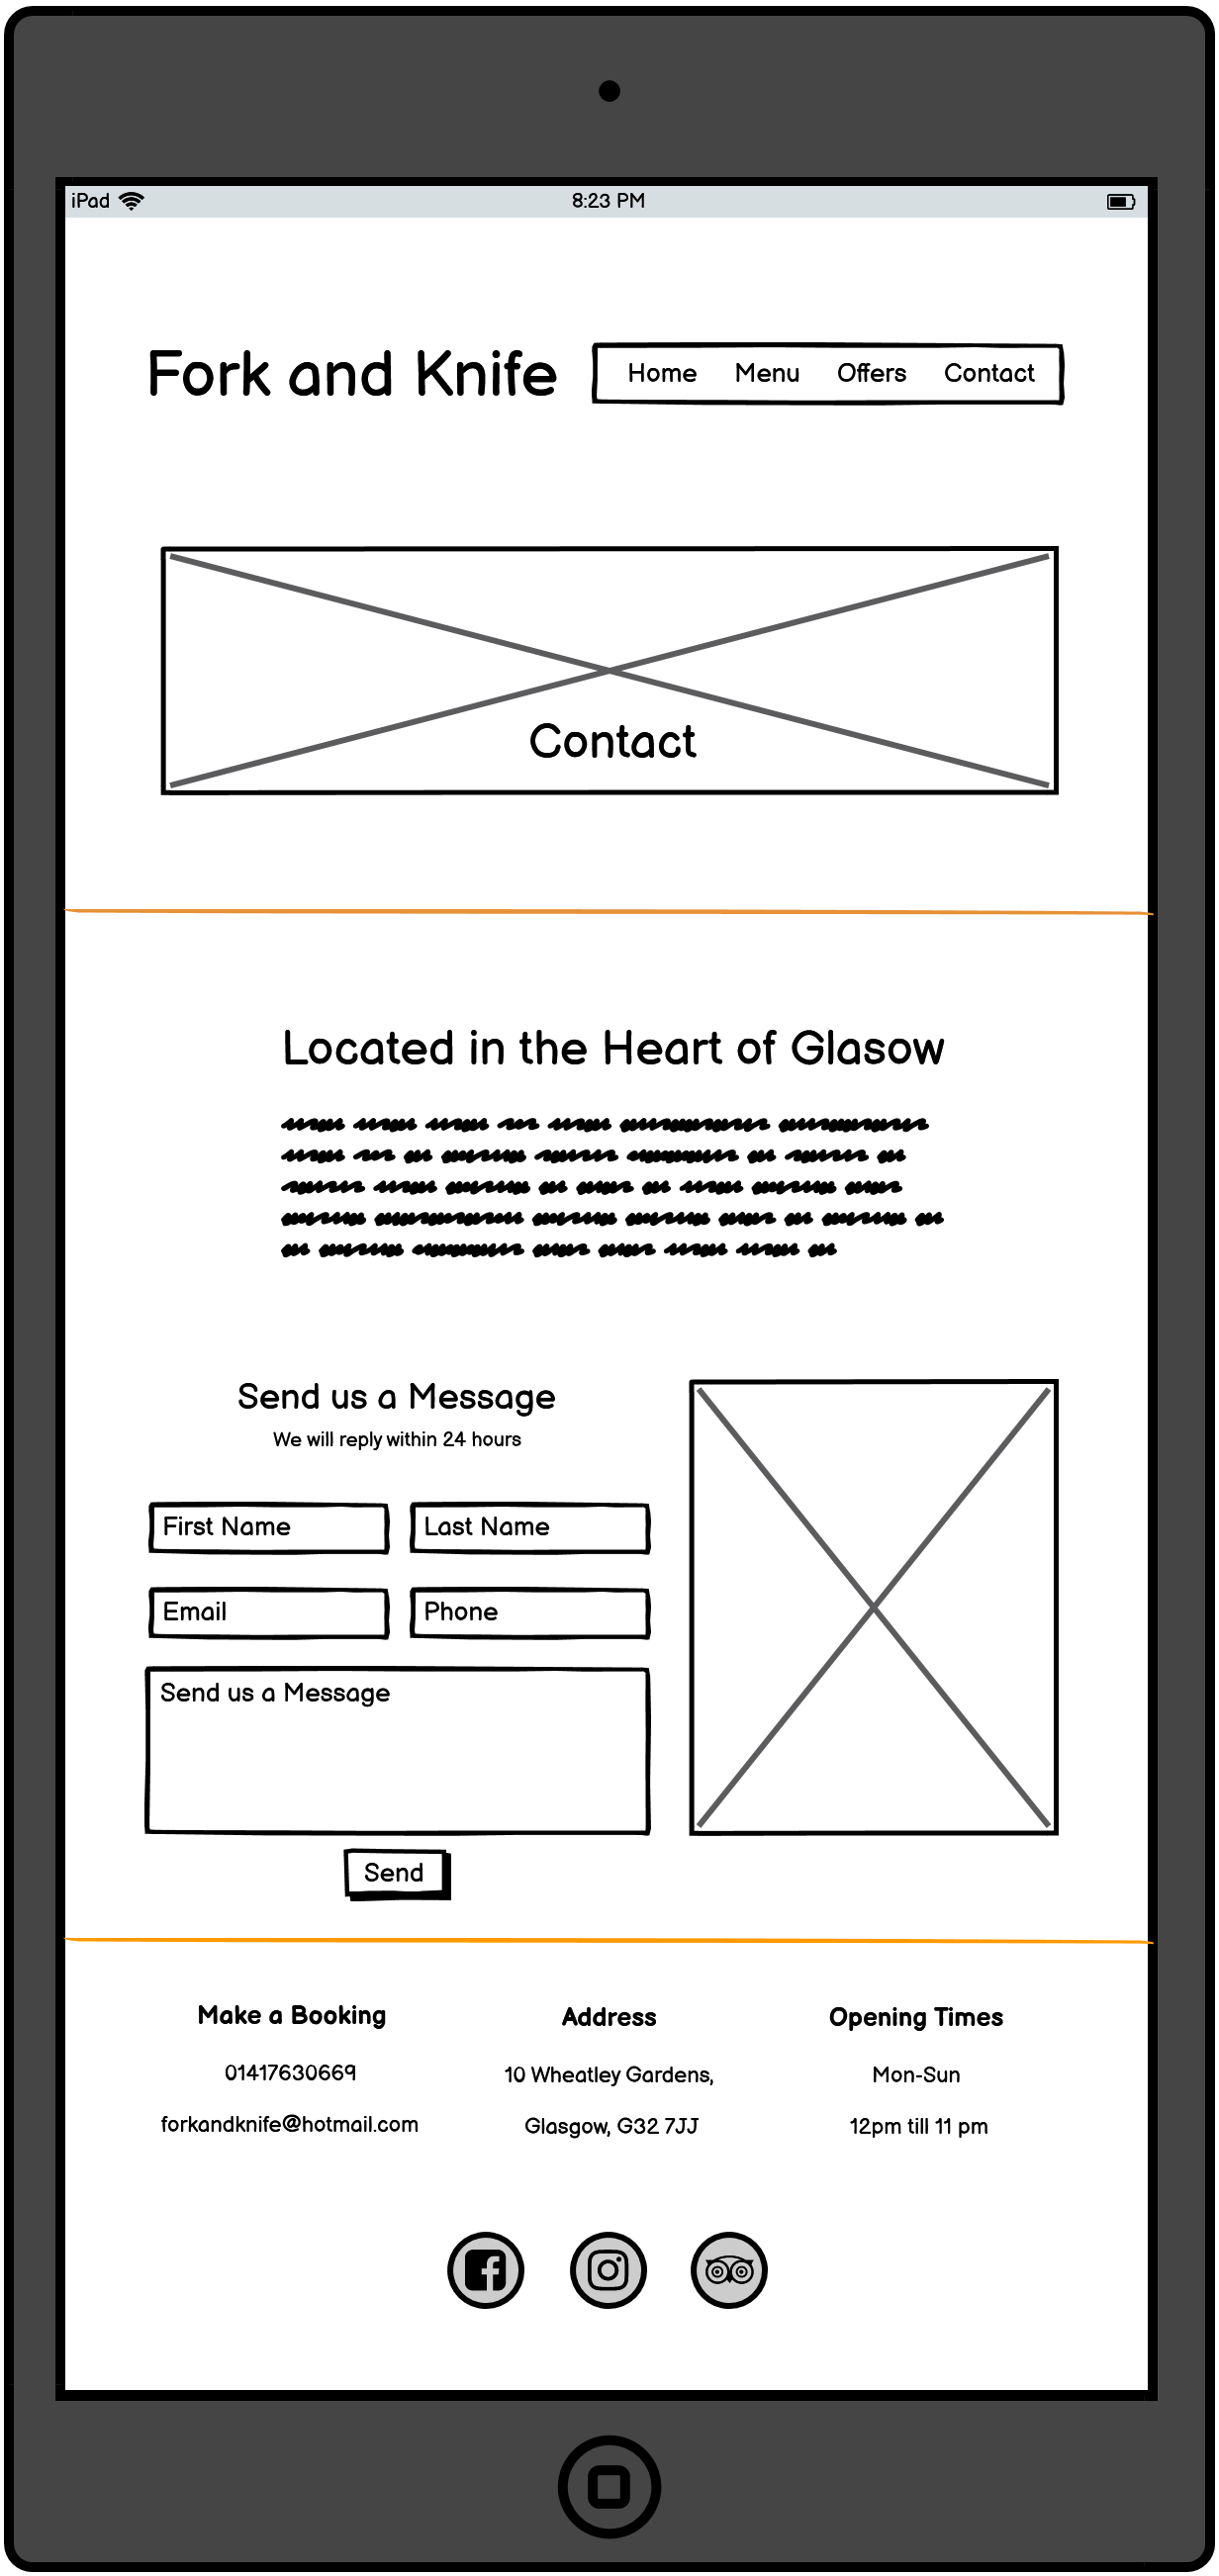 iPad 8:23 PM
Fork and Knife
Home Menu Offers Contact
Contact
Located in the Heart of Glasow
Send us a Message
We will reply within 24 hours
First Name Last Name
Email Phone
Send us a Message
Send
Make a Booking
01417630669
forkandknife@hotmail.com
Address
10 Wheatley Gardens,
Glasgow, G32 7JJ
Opening Times
Mon-Sun
12pm till 11 pm